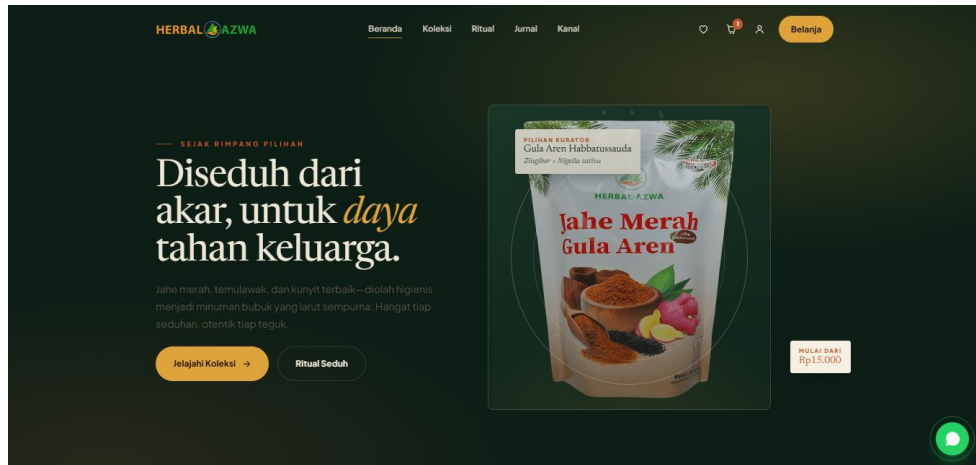 HERBAL AZWA
Beranda
Koleksi
Ritual
Jurnal
Kanal
1
Belanja
SEJAK RIMPANG PILIHAN
Diseduh dari
akar, untuk daya
tahan keluarga.
Jahe merah, temulawak, dan kunyit terbaik—diolah higienis
menjadi minuman bubuk yang larut sempurna. Hangat tiap
seduhan, otentik tiap teguk.
Jelajahi Koleksi →
Ritual Seduh
PILIHAN KURATOR
Gula Aren Habbatussauda
Zingiber × Nigella sativa
HERBAL AZWA
Jahe Merah
Gula Aren
MULAI DARI
Rp15.000